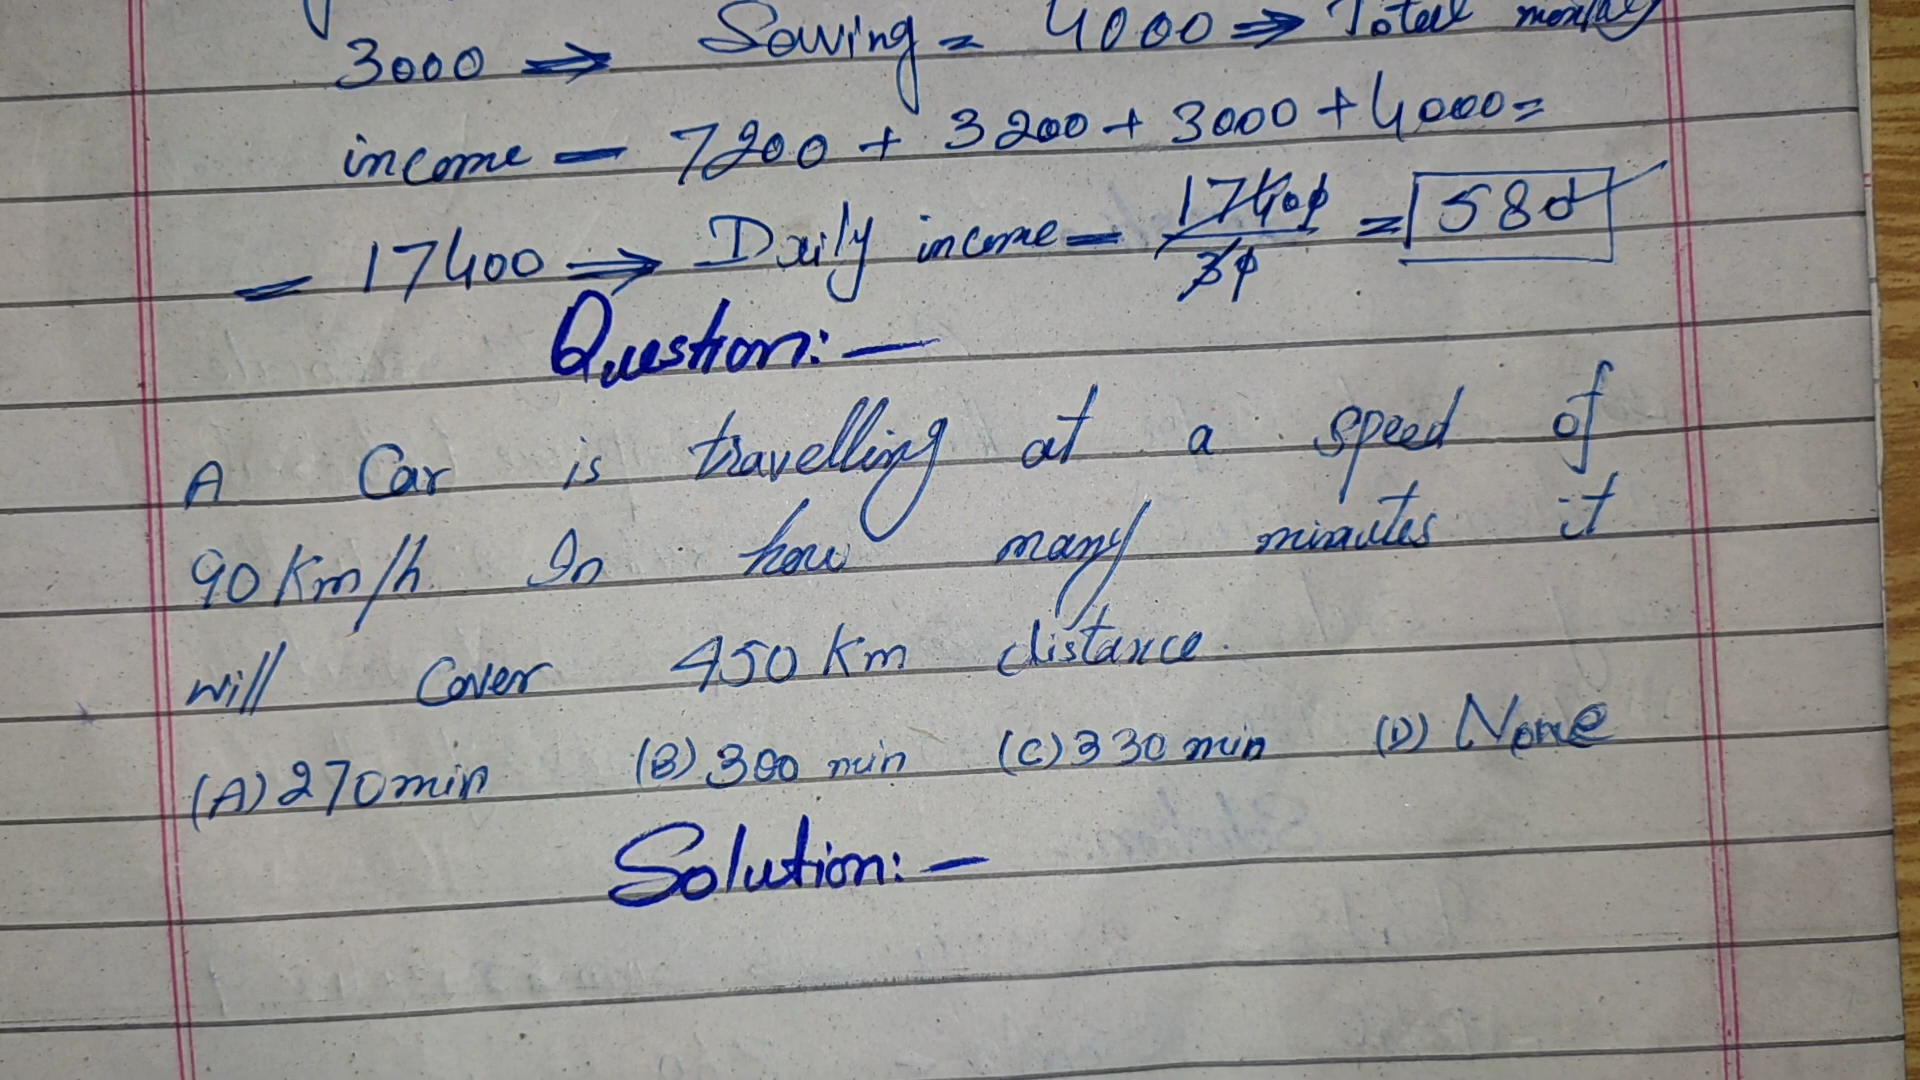 3000 ⇒ Saving = 4000 ⇒ Total monthly
income — 7200 + 3200 + 3000 + 4000 =
= 17400 ⇒ Daily income — 17400/30 = 580
Question:—
A Car is travelling at a speed of
90 Km/h. In how many minutes it
will Cover 450 Km distance.
(A) 270 min (B) 300 min (C) 330 min (D) None
Solution:—